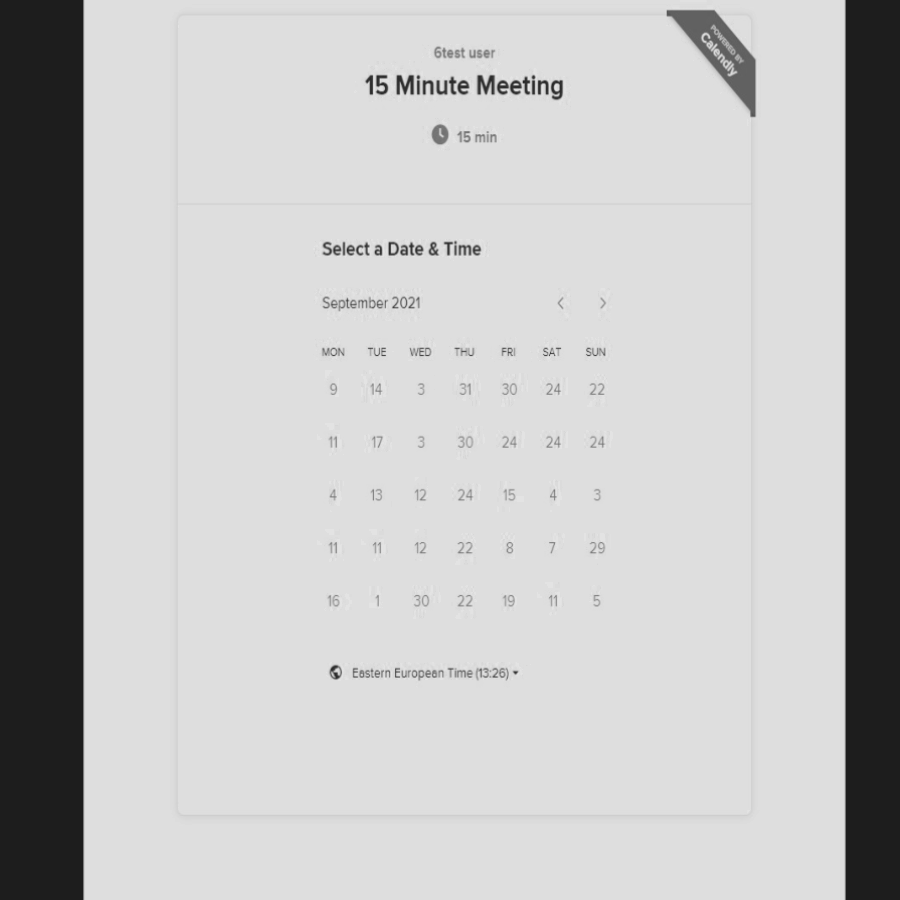 POWERED BY
Calendly
6test user
15 Minute Meeting
15 min
Select a Date & Time
September 2021
MON TUE WED THU FRI SAT SUN
9 14 3 31 30 24 22
11 17 3 30 24 24 24
4 13 12 24 15 4 3
11 11 12 22 8 7 29
16 1 30 22 19 11 5
Eastern European Time (13:26)